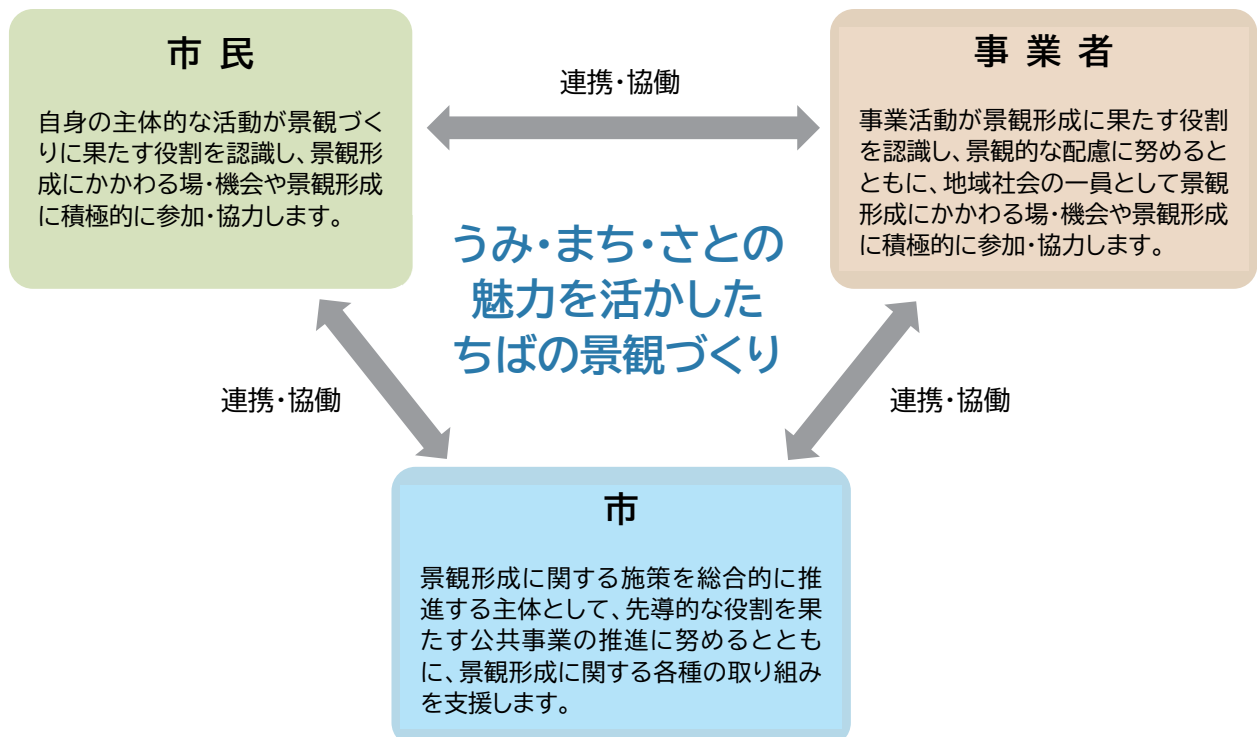 市 民
自身の主体的な活動が景観づく
りに果たす役割を認識し、景観形
成にかかわる場・機会や景観形成
に積極的に参加・協力します。
連携・協働
事 業 者
事業活動が景観形成に果たす役割
を認識し、景観的な配慮に努めると
ともに、地域社会の一員として景観
形成にかかわる場・機会や景観形成
に積極的に参加・協力します。
うみ・まち・さとの
魅力を活かした
ちばの景観づくり
連携・協働
連携・協働
市
景観形成に関する施策を総合的に推
進する主体として、先導的な役割を果
たす公共事業の推進に努めるととも
に、景観形成に関する各種の取り組み
を支援します。